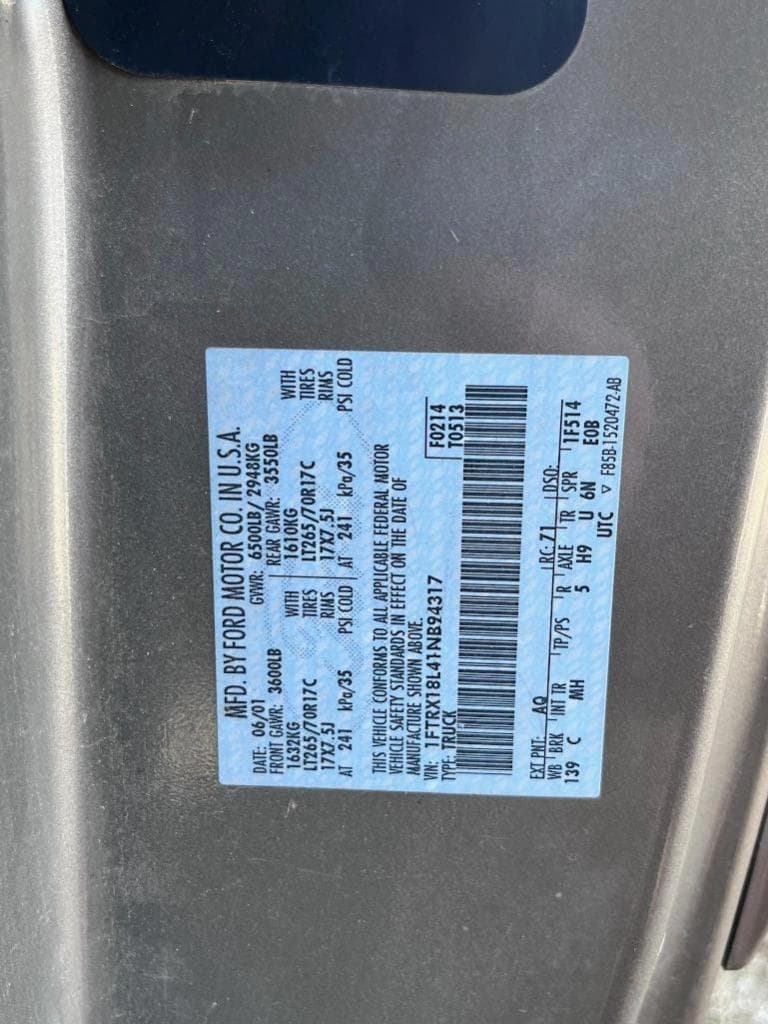 MFD. BY FORD MOTOR CO. IN U.S.A.
DATE: 06/01 GVWR: 6500LB/ 2948KG
FRONT GAWR: 3600LB REAR GAWR: 3550LB
1632KG WITH 1610KG WITH
LT265/70R17C TIRES LT265/70R17C TIRES
17X7.5J RIMS 17X7.5J RIMS
AT 241 kPa/35 PSI COLD AT 241 kPa/35 PSI COLD
THIS VEHICLE CONFORMS TO ALL APPLICABLE FEDERAL MOTOR
VEHICLE SAFETY STANDARDS IN EFFECT ON THE DATE OF
MANUFACTURE SHOWN ABOVE.
VIN: 1FTRX18L41NB94317 F0214
TYPE: TRUCK T0513
EXT PNT: AQ RC: 71 DSO:
WB BRK INT TR TP/PS R AXLE TR SPR 1F514
139 C MH 5 H9 U 6N E0B
UTC ▽ F85B-1520472-AB